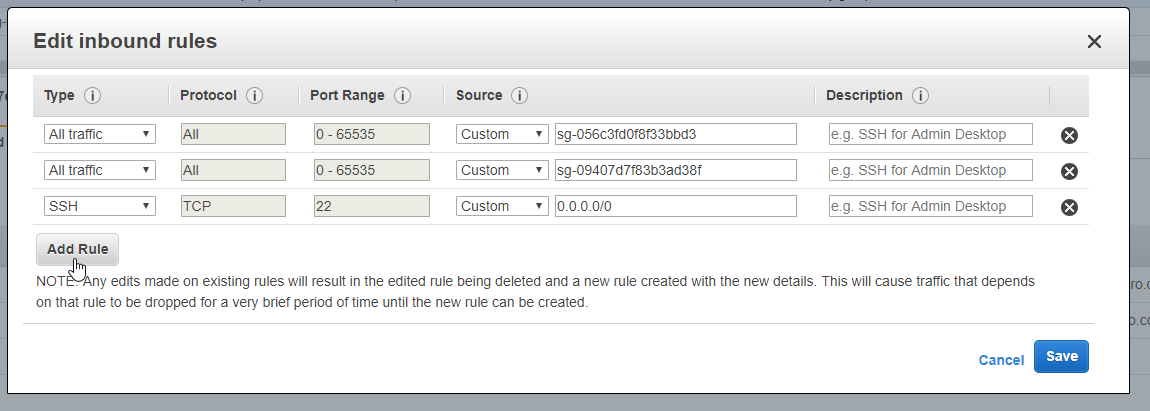 Edit inbound rules
Type Protocol Port Range Source Description
All traffic All 0 - 65535 Custom sg-056c3fd0f8f33bbd3 e.g. SSH for Admin Desktop
All traffic All 0 - 65535 Custom sg-09407d7f83b3ad38f e.g. SSH for Admin Desktop
SSH TCP 22 Custom 0.0.0.0/0 e.g. SSH for Admin Desktop
Add Rule
NOTE: Any edits made on existing rules will result in the edited rule being deleted and a new rule created with the new details. This will cause traffic that depends
on that rule to be dropped for a very brief period of time until the new rule can be created.
Cancel Save